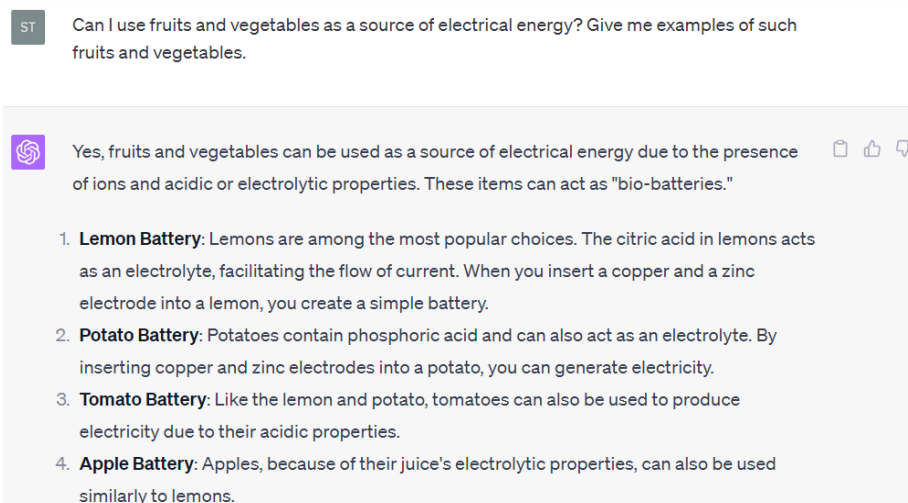 ST
Can I use fruits and vegetables as a source of electrical energy? Give me examples of such
fruits and vegetables.
Yes, fruits and vegetables can be used as a source of electrical energy due to the presence
of ions and acidic or electrolytic properties. These items can act as "bio-batteries."
1. Lemon Battery: Lemons are among the most popular choices. The citric acid in lemons acts
as an electrolyte, facilitating the flow of current. When you insert a copper and a zinc
electrode into a lemon, you create a simple battery.
2. Potato Battery: Potatoes contain phosphoric acid and can also act as an electrolyte. By
inserting copper and zinc electrodes into a potato, you can generate electricity.
3. Tomato Battery: Like the lemon and potato, tomatoes can also be used to produce
electricity due to their acidic properties.
4. Apple Battery: Apples, because of their juice's electrolytic properties, can also be used
similarly to lemons.